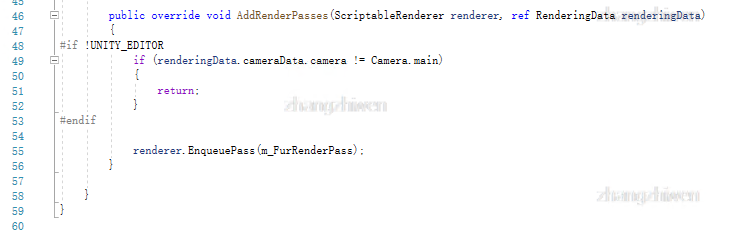 45
46 public override void AddRenderPasses(ScriptableRenderer renderer, ref RenderingData renderingData)
47 {
48 #if !UNITY_EDITOR
49 if (renderingData.cameraData.camera != Camera.main)
50 {
51 return;
52 }
53 #endif
54
55 renderer.EnqueuePass(m_FurRenderPass);
56 }
57
58 }
59 }
60
zhangzhiwen
zhangzhiwen
zhangzhiwen